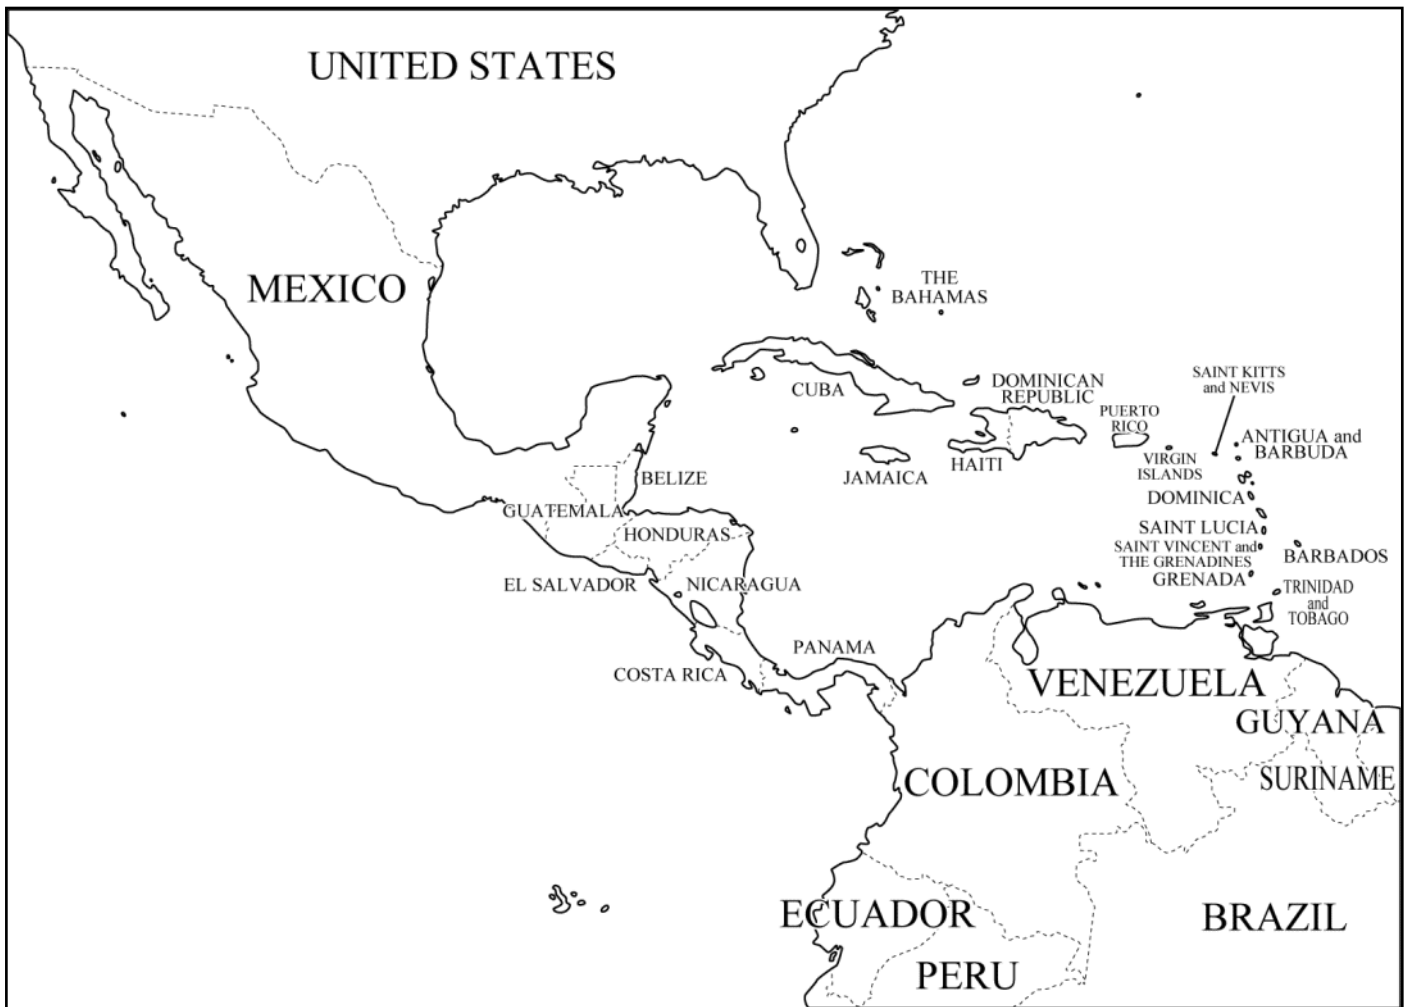 UNITED STATES
MEXICO
THE
BAHAMAS
CUBA
DOMINICAN
REPUBLIC
SAINT KITTS
and NEVIS
PUERTO
RICO
ANTIGUA and
BARBUDA
VIRGIN
ISLANDS
HAITI
JAMAICA
BELIZE
DOMINICA
GUATEMALA
HONDURAS
SAINT LUCIA
SAINT VINCENT and
THE GRENADINES
BARBADOS
GRENADA
EL SALVADOR
NICARAGUA
TRINIDAD
and
TOBAGO
PANAMA
COSTA RICA
VENEZUELA
GUYANA
COLOMBIA
SURINAME
ECUADOR
BRAZIL
PERU